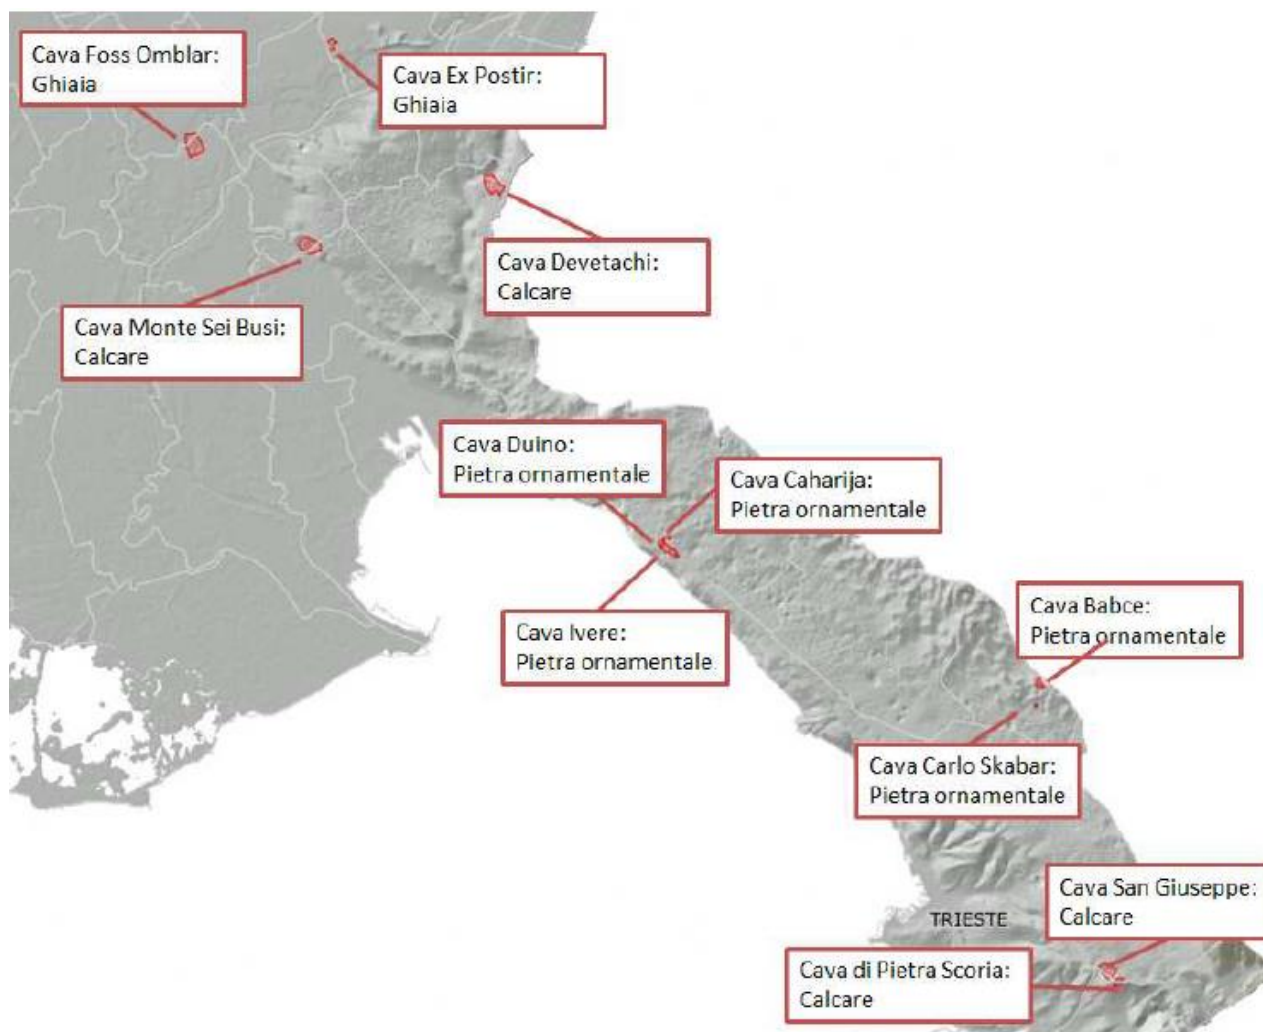 Cava Foss Omblar:
Ghiaia
Cava Ex Postir:
Ghiaia
Cava Devetachi:
Calcare
Cava Monte Sei Busi:
Calcare
Cava Duino:
Pietra ornamentale
Cava Caharija:
Pietra ornamentale
Cava Ivere:
Pietra ornamentale
Cava Babce:
Pietra ornamentale
Cava Carlo Skabar:
Pietra ornamentale
Cava San Giuseppe:
Calcare
TRIESTE
Cava di Pietra Scoria:
Calcare